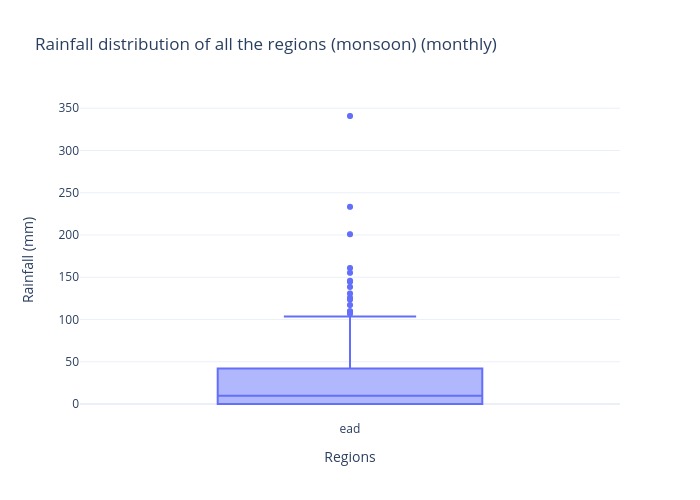 Rainfall distribution of all the regions (monsoon) (monthly)
350
300
250
200
150
100
50
0
Rainfall (mm)
ead
Regions